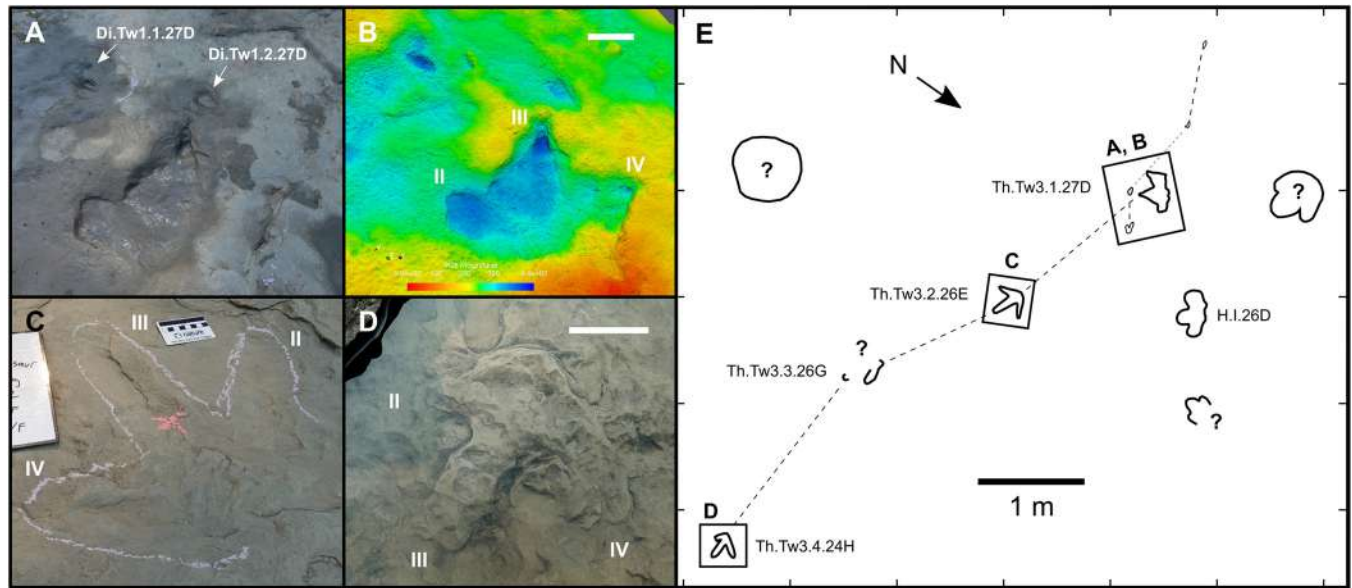 A
Di.Tw1.1.27D
Di.Tw1.2.27D
B
III
II
IV
C
III
II
IV
D
II
III
IV
E
N
A, B
?
?
Th.Tw3.1.27D
C
Th.Tw3.2.26E
H.I.26D
?
Th.Tw3.3.26G
?
1 m
D
Th.Tw3.4.24H